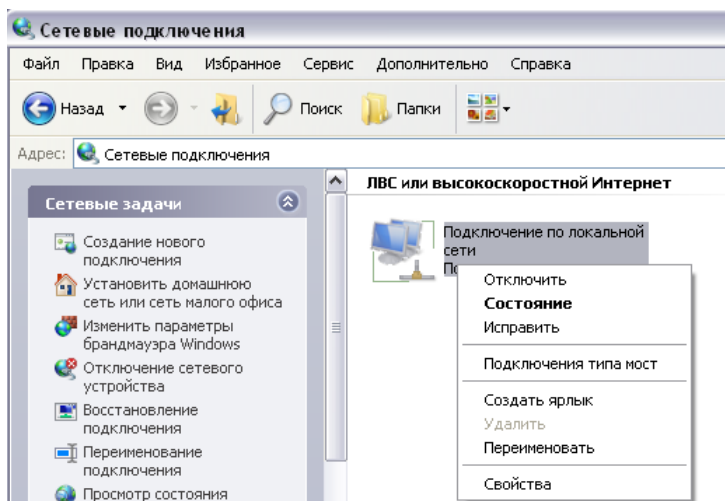 Сетевые подключения
Файл Правка Вид Избранное Сервис Дополнительно Справка
Назад Поиск Папки
Адрес: Сетевые подключения
Сетевые задачи
Создание нового
подключения
Установить домашнюю
сеть или сеть малого офиса
Изменить параметры
брандмауэра Windows
Отключение сетевого
устройства
Восстановление
подключения
Переименование
подключения
Просмотр состояния
ЛВС или высокоскоростной Интернет
Подключение по локальной
сети
Отключить
Состояние
Исправить
Подключения типа мост
Создать ярлык
Удалить
Переименовать
Свойства